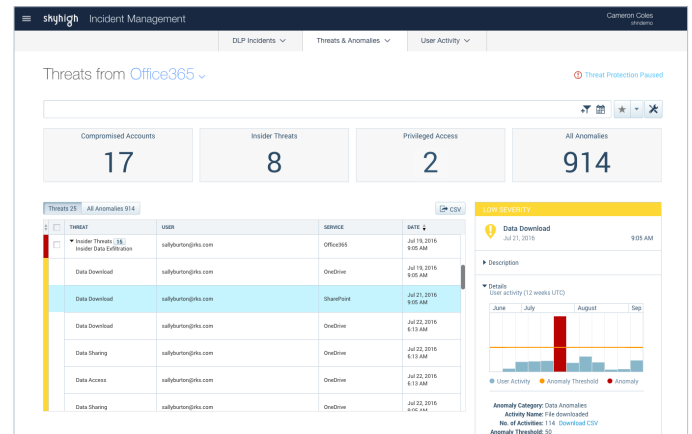 skyhigh Incident Management
Cameron Coles
shndemo
DLP Incidents
Threats & Anomalies
User Activity
Threats from Office365
Threat Protection Paused
Compromised Accounts
17
Insider Threats
8
Privileged Access
2
All Anomalies
914
Threats 25
All Anomalies 914
CSV
THREAT USER SERVICE DATE
Insider Threats 15
Insider Data Exfiltration
sallyburton@rks.com Office365 Jul 19, 2016
9:05 AM
Data Download sallyburton@rks.com OneDrive Jul 19, 2016
9:05 AM
Data Download sallyburton@rks.com SharePoint Jul 21, 2016
9:05 AM
Data Download sallyburton@rks.com OneDrive Jul 22, 2016
6:13 AM
Data Sharing sallyburton@rks.com OneDrive Jul 22, 2016
6:13 AM
Data Access sallyburton@rks.com OneDrive Jul 22, 2016
6:13 AM
Data Sharing sallyburton@rks.com OneDrive Jul 22, 2016
LOW SEVERITY
Data Download
Jul 21, 2016 9:05 AM
Description
Details
User activity (12 weeks UTC)
June July August Sep
User Activity Anomaly Threshold Anomaly
Anomaly Category: Data Anomalies
Activity Name: File downloaded
No. of Activities: 114 Download CSV
Anomaly Threshold: 50